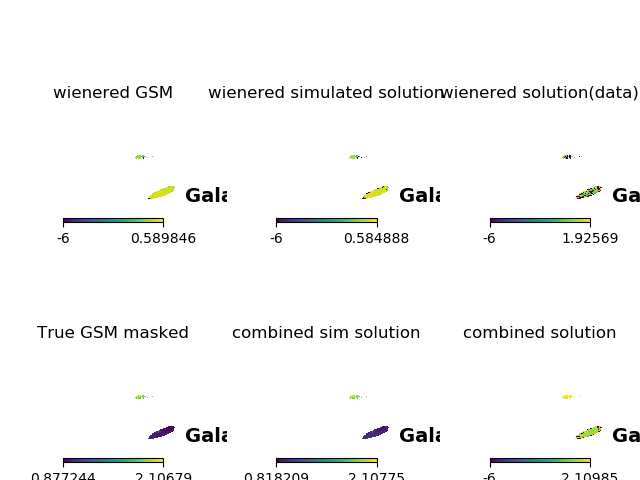 wienered GSM
wienered simulated solution
wienered solution(data)
Gala
Gala
Ga
-6 0.589846
-6 0.584888
-6 1.92569
True GSM masked
combined sim solution
combined solution
Gala
Gala
Ga
0.877244 2.10679
0.818209 2.10775
-6 2.10985